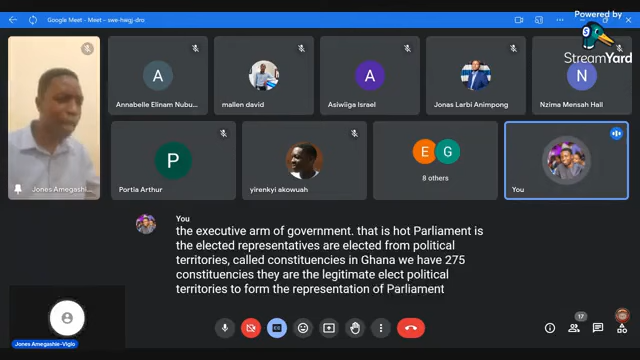 Google Meet - Meet - swe-hwgj-dro
Powered by
StreamYard
A
A
N
Jones Amegashi...
Annabelle Elinam Nubu...
mallen david
Asiwiiga Israel
Jonas Larbi Animpong
Nzima Mensah Hall
P
E
G
Portia Arthur
yirenkyi akowuah
8 others
You
You
the executive arm of government. that is hot Parliament is
the elected representatives are elected from political
territories, called constituencies in Ghana we have 275
constituencies they are the legitimate elect political
territories to form the representation of Parliament
Jones Amegashie-Viglo
17